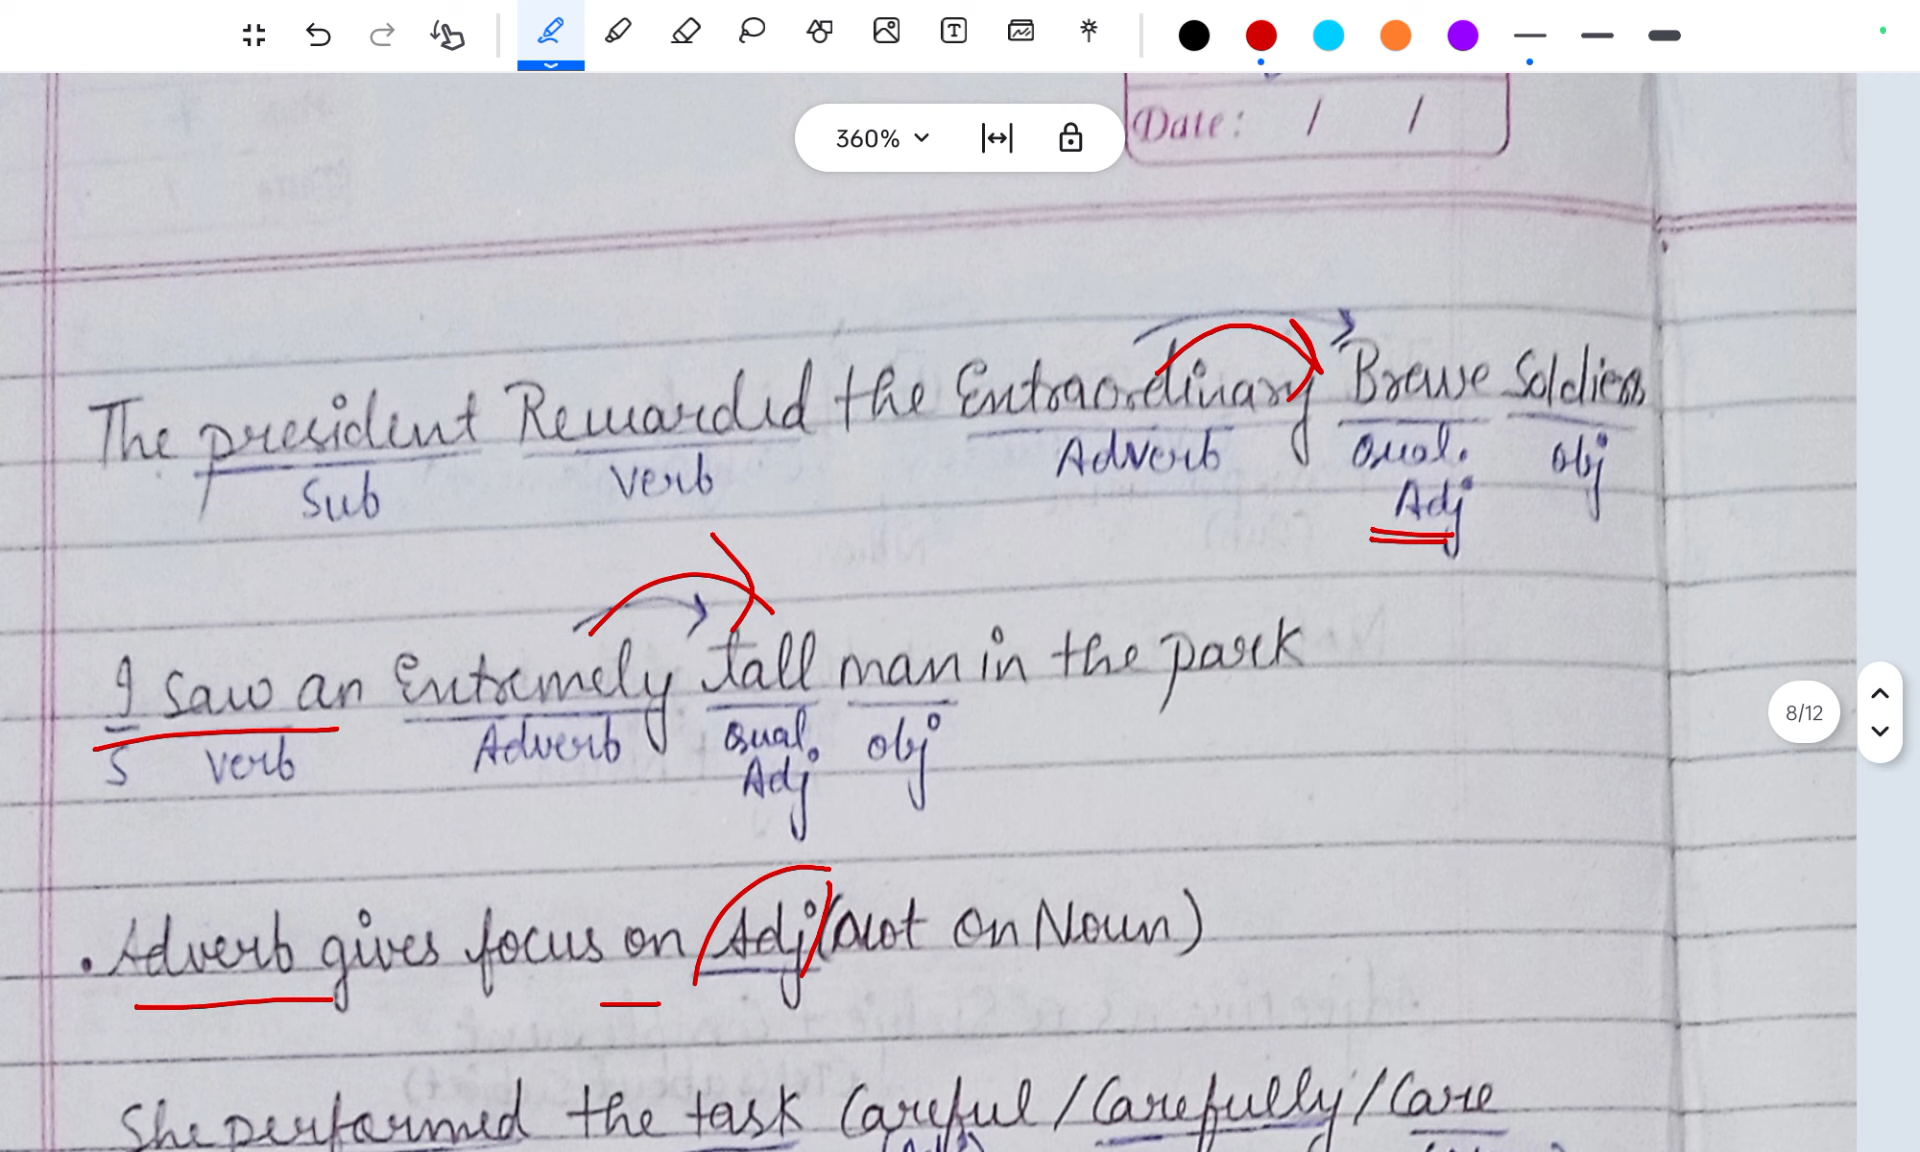 360%
Date: / /
The president Rewarded the Extraordinary Brave Soldiers
Sub Verb Adverb Qual. Adj obj
I saw an Extremely tall man in the park
S Verb Adverb Qual. Adj obj
. Adverb gives focus on Adj (not on Noun)
8/12
She performed the task Careful / Carefully / Care